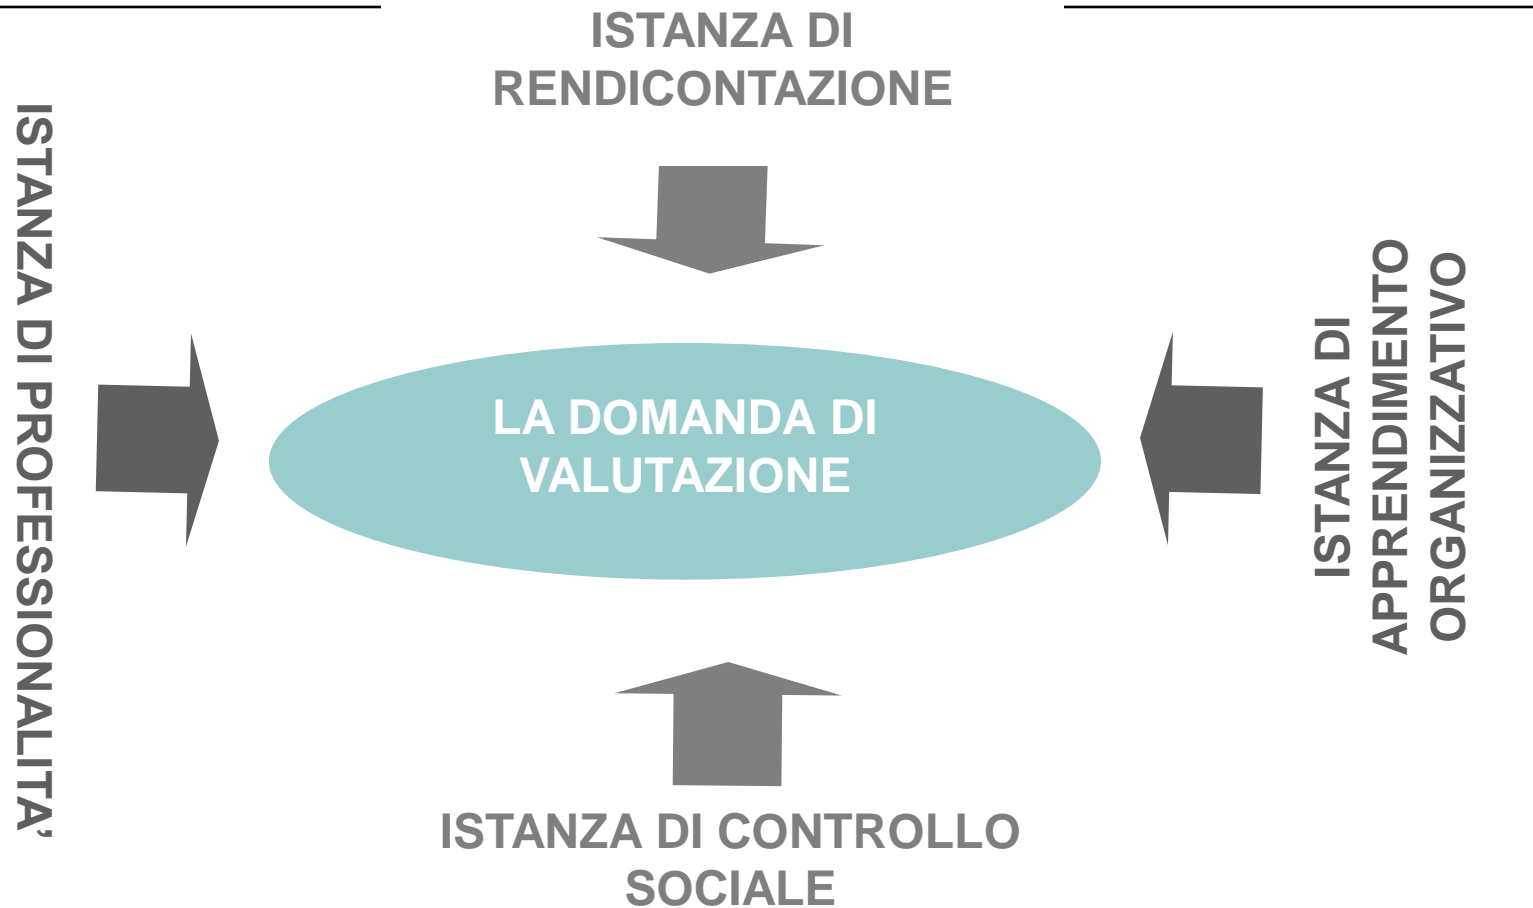 ISTANZA DI
RENDICONTAZIONE
ISTANZA DI PROFESSIONALITA’
LA DOMANDA DI
VALUTAZIONE
ISTANZA DI
APPRENDIMENTO
ORGANIZZATIVO
ISTANZA DI CONTROLLO
SOCIALE